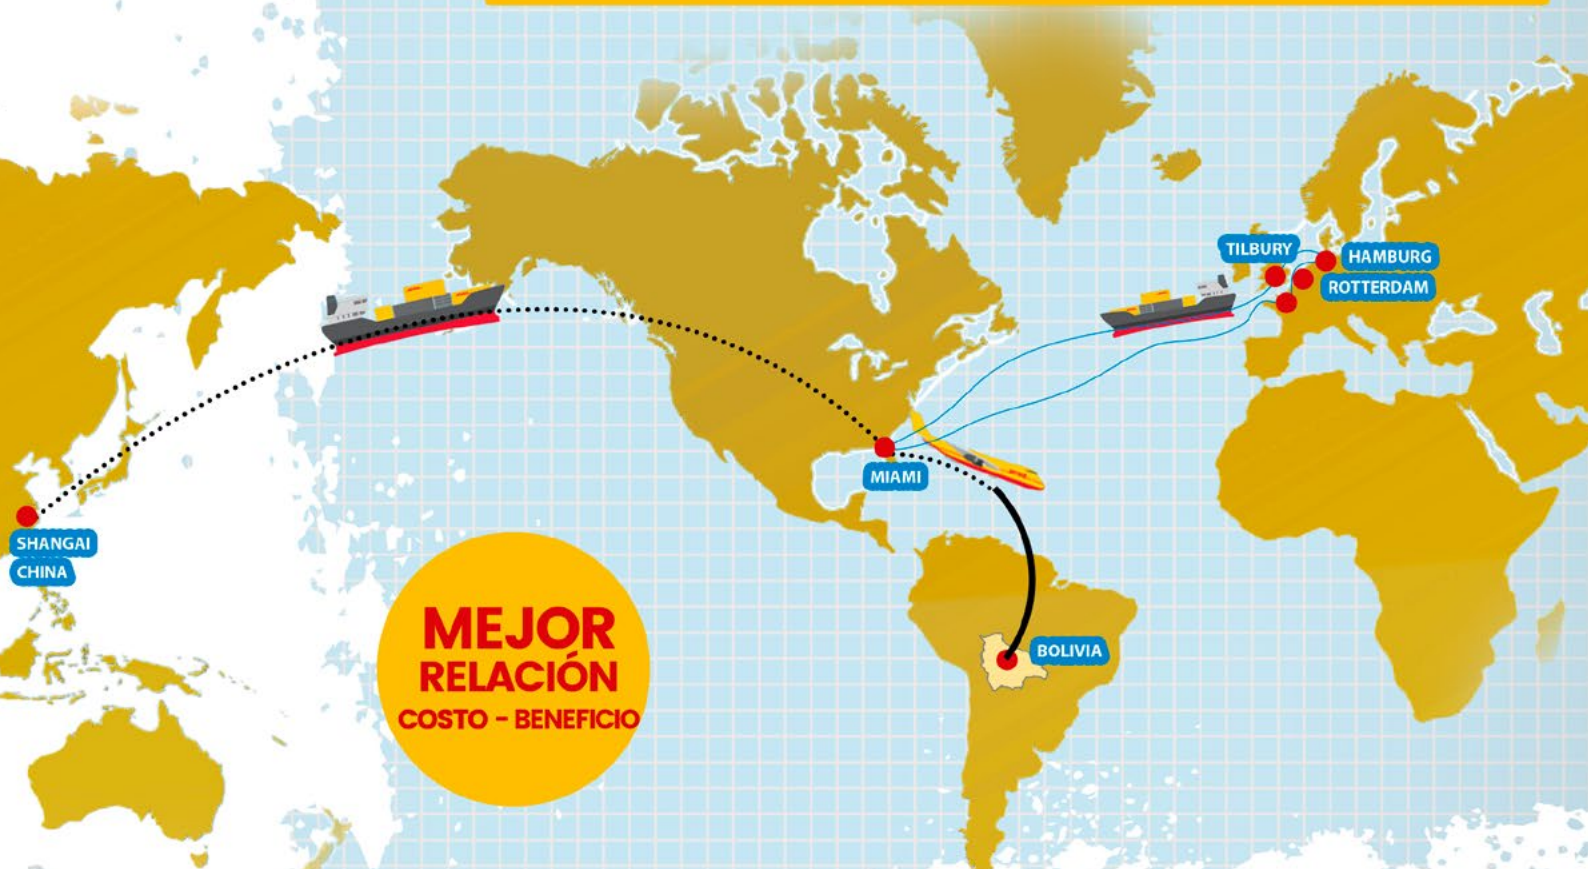 TILBURY
HAMBURG
ROTTERDAM
MIAMI
SHANGAI
CHINA
MEJOR
RELACIÓN
COSTO - BENEFICIO
BOLIVIA